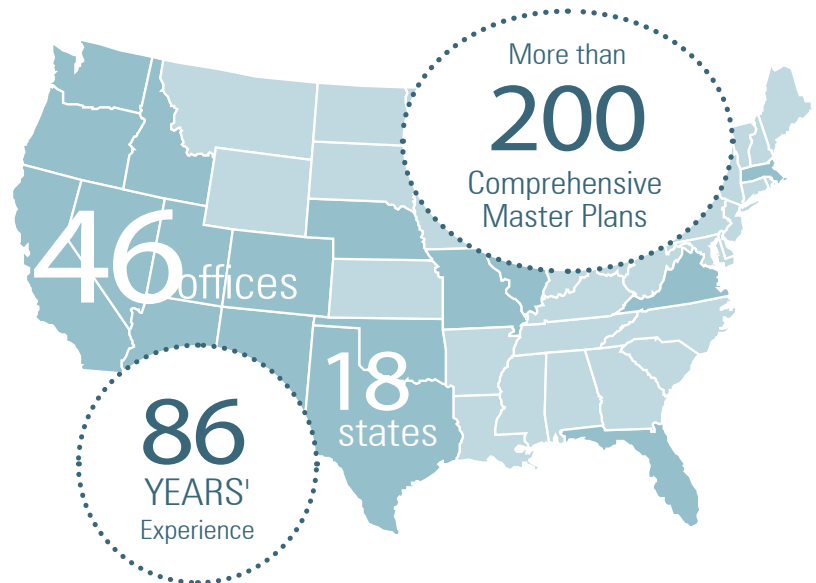 More than
200
Comprehensive
Master Plans
46 offices
18
states
86
YEARS'
Experience